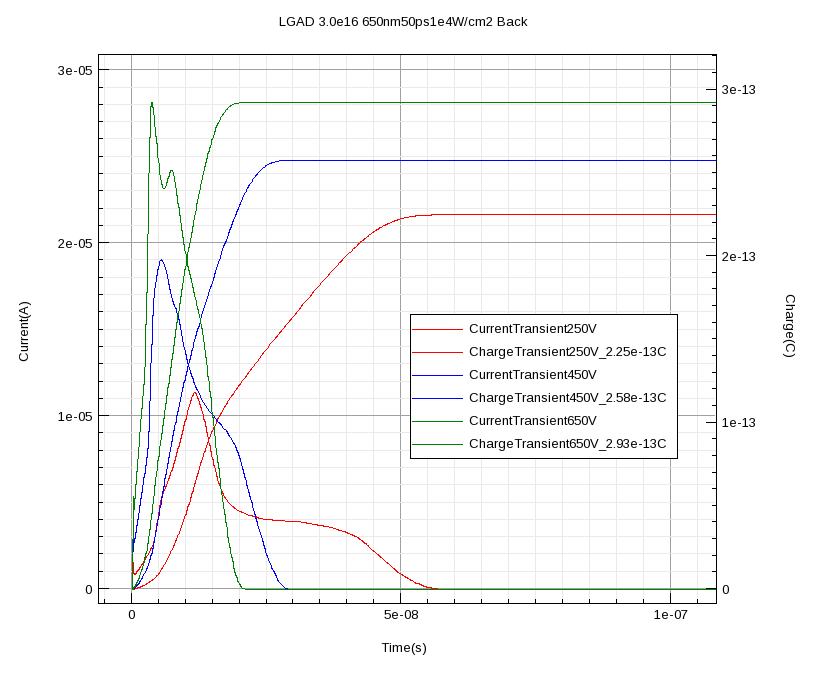 LGAD 3.0e16 650nm50ps1e4W/cm2 Back
3e-05
3e-13
2e-05
2e-13
Current(A)
Charge(C)
CurrentTransient250V
ChargeTransient250V_2.25e-13C
CurrentTransient450V
ChargeTransient450V_2.58e-13C
CurrentTransient650V
ChargeTransient650V_2.93e-13C
1e-05
1e-13
0
0
0
5e-08
1e-07
Time(s)